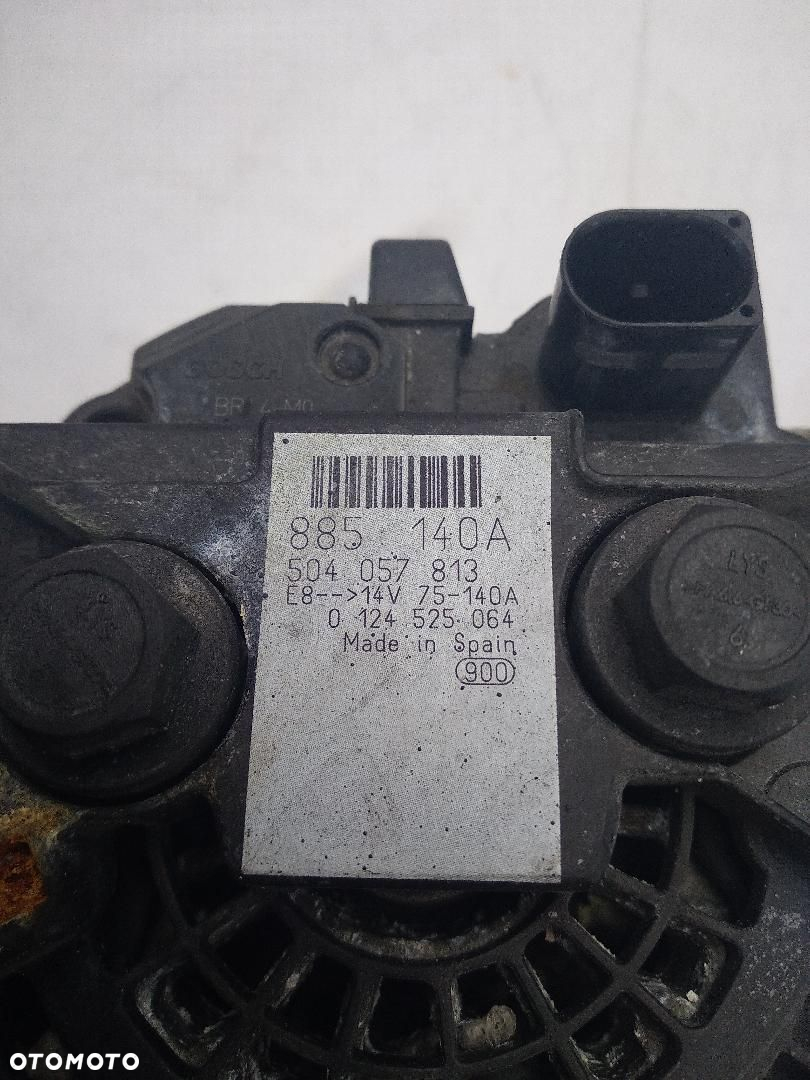 BOSCH
885 140A
504 057 813
E8-->14V 75-140A
0 124 525 064
Made in Spain
900
OTOMOTO